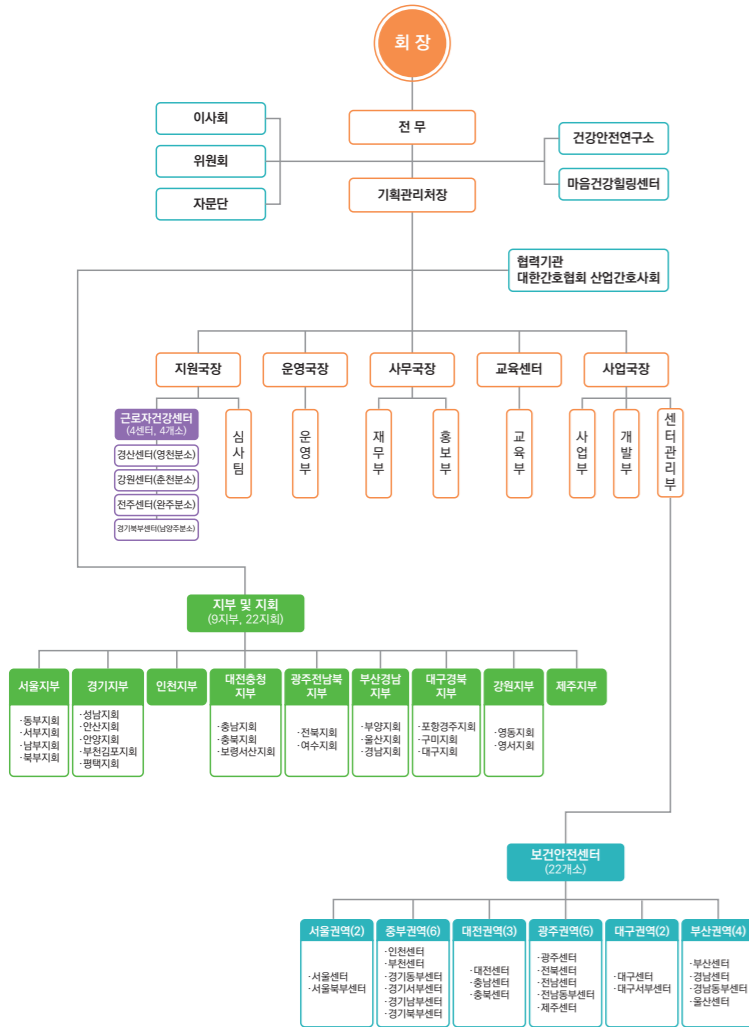 회 장
전 무
이사회
위원회
자문단
건강안전연구소
마음건강힐링센터
기획관리처장
협력기관
대한간호협회 산업간호사회
지원국장
운영국장
사무국장
교육센터
사업국장
근로자건강센터
(4센터, 4개소)
경산센터(영천분소)
강원센터(춘천분소)
전주센터(완주분소)
경기북부센터(남양주분소)
심사팀
운영부
재무부
홍보부
교육부
사업부
개발부
센터관리부
지부 및 지회
(9지부, 22지회)
서울지부
·동부지회
·서부지회
·남부지회
·북부지회
경기지부
·성남지회
·안산지회
·안양지회
·부천김포지회
·평택지회
인천지부
대전충청
지부
·충남지회
·충북지회
·보령서산지회
광주전남북
지부
·전북지회
·여수지회
부산경남
지부
·부양지회
·울산지회
·경남지회
대구경북
지부
·포항경주지회
·구미지회
·대구지회
강원지부
·영동지회
·영서지회
제주지부
보건안전센터
(22개소)
서울권역(2)
·서울센터
·서울북부센터
중부권역(6)
·인천센터
·부천센터
·경기동부센터
·경기서부센터
·경기남부센터
·경기북부센터
대전권역(3)
·대전센터
·충남센터
·충북센터
광주권역(5)
·광주센터
·전북센터
·전남센터
·전남동부센터
·제주센터
대구권역(2)
·대구센터
·대구서부센터
부산권역(4)
·부산센터
·경남센터
·경남동부센터
·울산센터